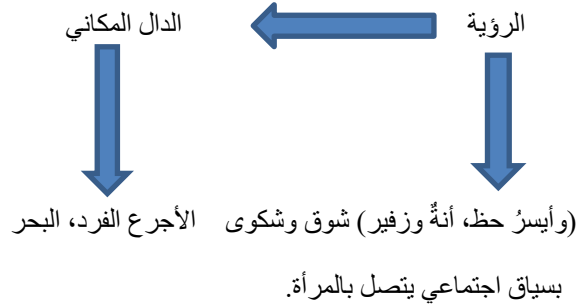 الرؤية
الدال المكاني
(وأيسرُ حظ، أنةٌ وزفير) شوق وشكوى
الأجرع الفرد، البحر
بسياق اجتماعي يتصل بالمرأة.